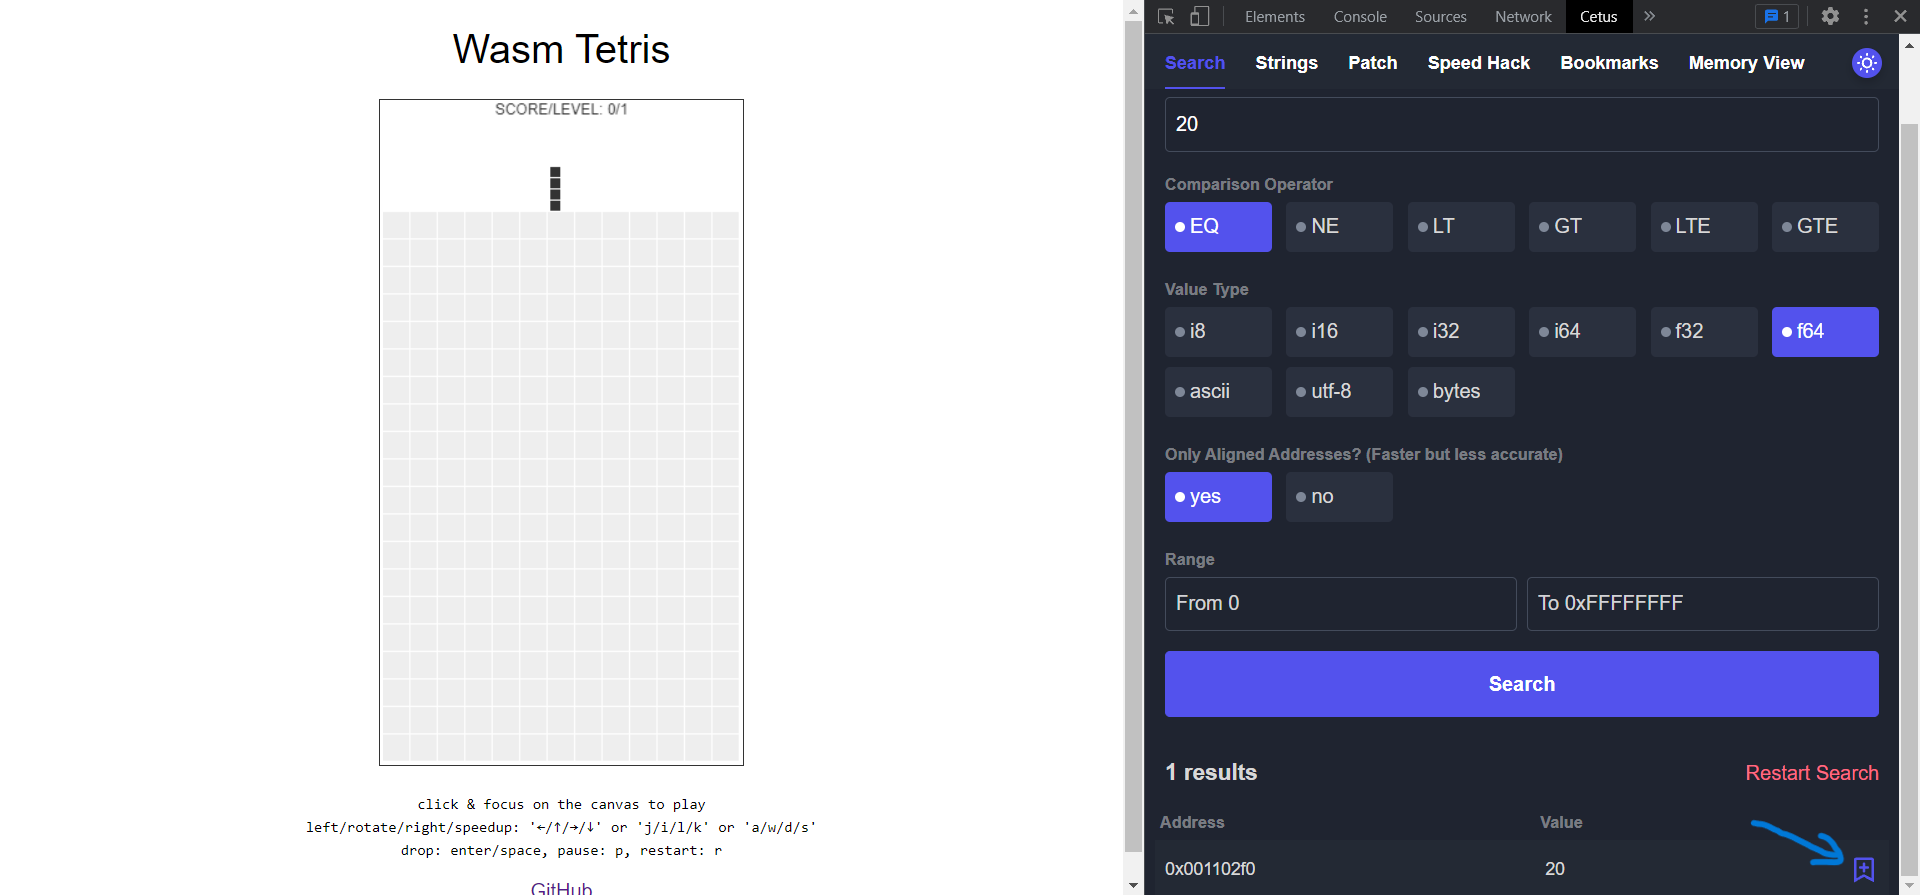 Wasm Tetris
SCORE/LEVEL: 0/1
click & focus on the canvas to play
left/rotate/right/speedup: '←/↑/→/↓' or 'j/i/l/k' or 'a/w/d/s'
drop: enter/space, pause: p, restart: r
GitHub
Elements Console Sources Network Cetus » 1
Search Strings Patch Speed Hack Bookmarks Memory View
20
Comparison Operator
EQ NE LT GT LTE GTE
Value Type
i8 i16 i32 i64 f32 f64
ascii utf-8 bytes
Only Aligned Addresses? (Faster but less accurate)
yes no
Range
From 0 To 0xFFFFFFFF
Search
1 results Restart Search
Address Value
0x001102f0 20